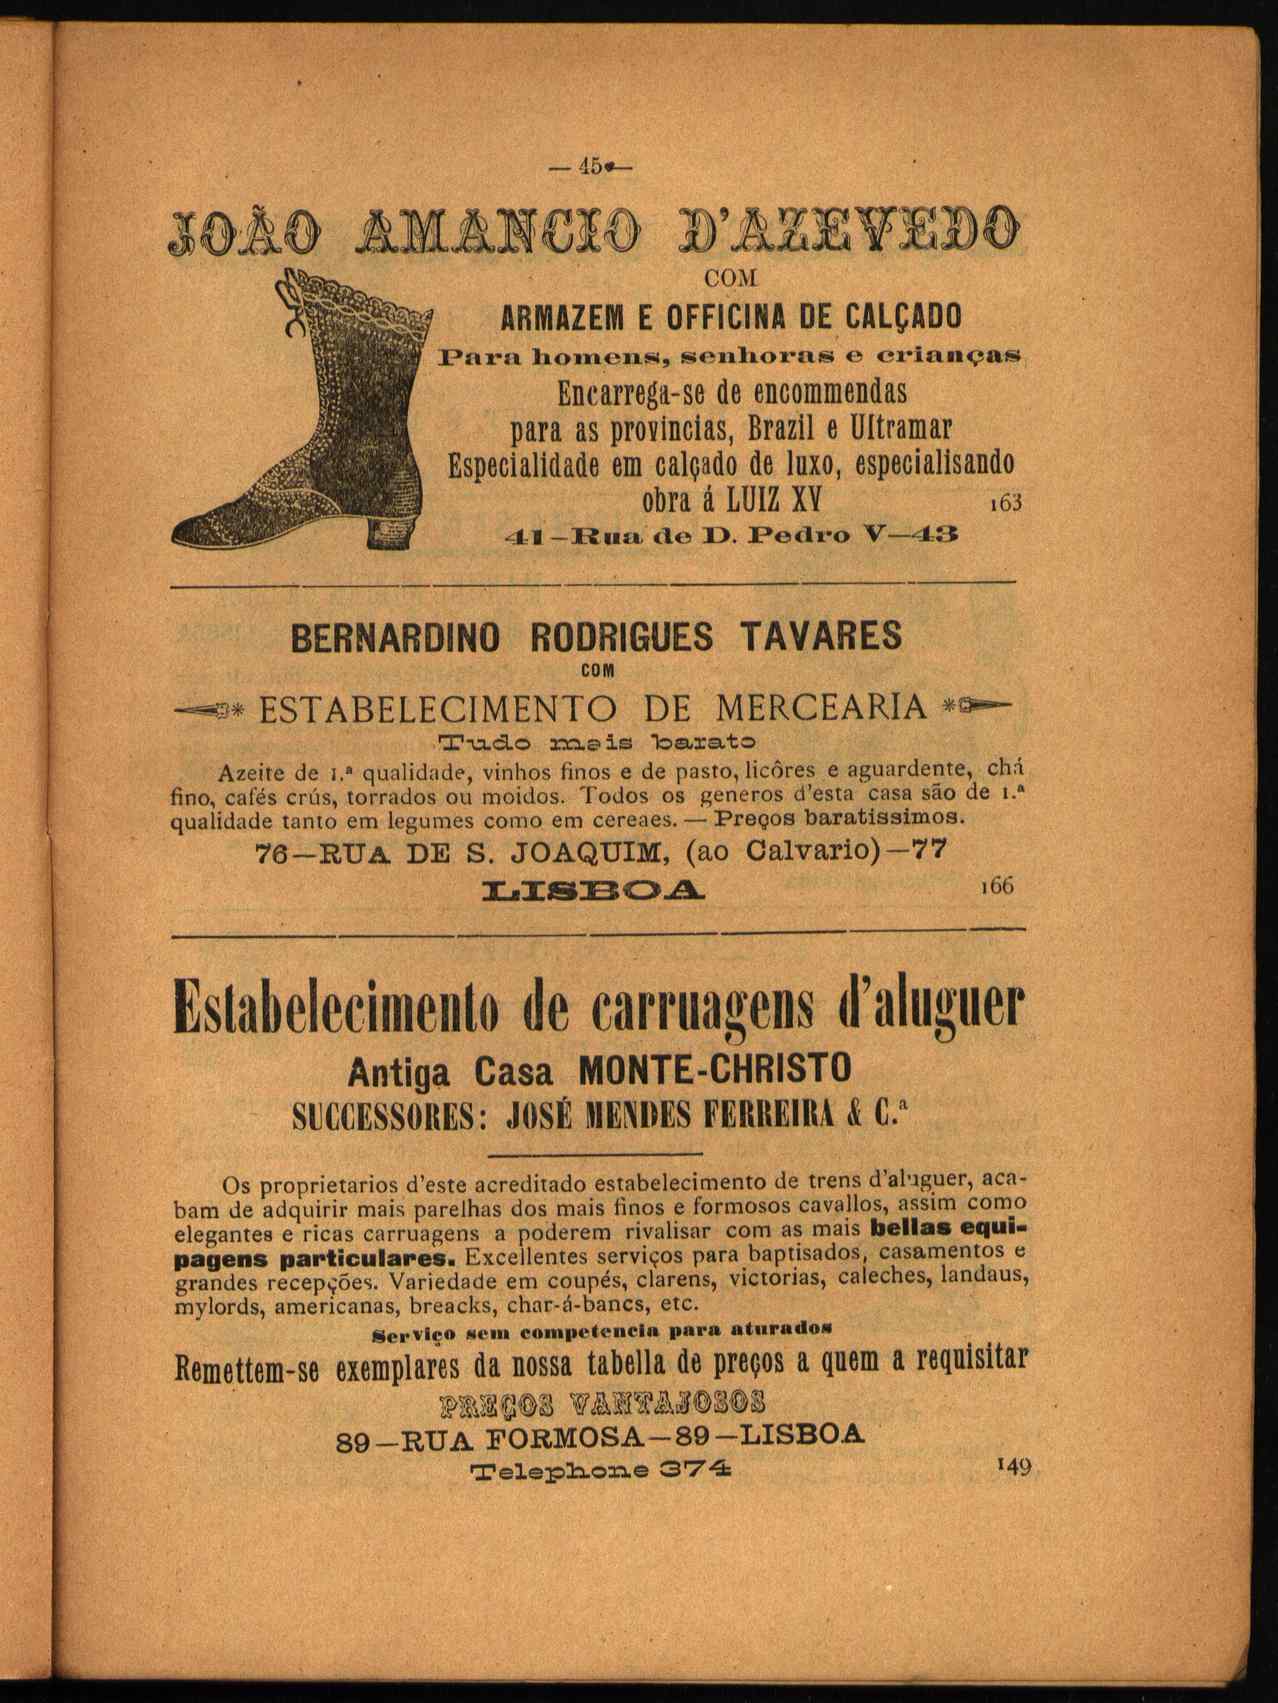 — 45 —
JOÃO AMANCIO D'AZEVEDO
COM
ARMAZEM E OFFICINA DE CALÇADO
Para homens, senhoras e crianças
Encarrega-se de encommendas
para as provincias, Brazil e Ultramar
Especialidade em calçado de luxo, especialisando
obra á LUIZ XV 163
41—Rua de D. Pedro V—43
BERNARDINO RODRIGUES TAVARES
COM
ESTABELECIMENTO DE MERCEARIA
Tudo mais barato
Azeite de 1.ª qualidade, vinhos finos e de pasto, licôres e aguardente, chá
fino, cafés crús, torrados ou moidos. Todos os generos d'esta casa são de 1.ª
qualidade tanto em legumes como em cereaes. — Preços baratissimos.
76—RUA DE S. JOAQUIM, (ao Calvario)—77
LISBOA 166
Estabelecimento de carruagens d'aluguer
Antiga Casa MONTE-CHRISTO
SUCCESSORES: JOSÉ MENDES FERREIRA & C.ª
Os proprietarios d'este acreditado estabelecimento de trens d'aluguer, aca-
bam de adquirir mais parelhas dos mais finos e formosos cavallos, assim como
elegantes e ricas carruagens a poderem rivalisar com as mais bellas equi-
pagens particulares. Excellentes serviços para baptisados, casamentos e
grandes recepções. Variedade em coupés, clarens, victorias, caleches, landaus,
mylords, americanas, breacks, char-á-bancs, etc.
Serviço sem competencia para aturados
Remettem-se exemplares da nossa tabella de preços a quem a requisitar
PREÇOS VANTAJOSOS
89—RUA FORMOSA—89—LISBOA
Telephone 374 149